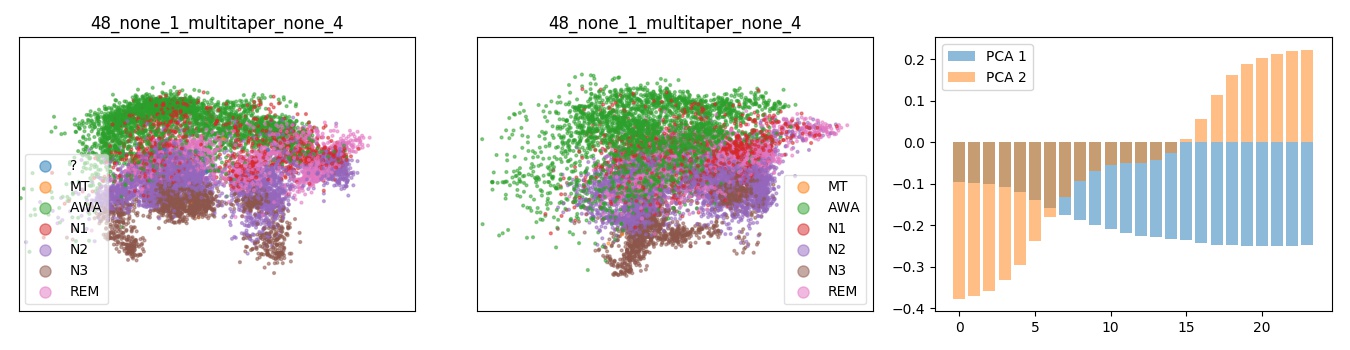 48_none_1_multitaper_none_4
?
MT
AWA
N1
N2
N3
REM
48_none_1_multitaper_none_4
MT
AWA
N1
N2
N3
REM
PCA 1
PCA 2
0.2
0.1
0.0
−0.1
−0.2
−0.3
−0.4
0 5 10 15 20